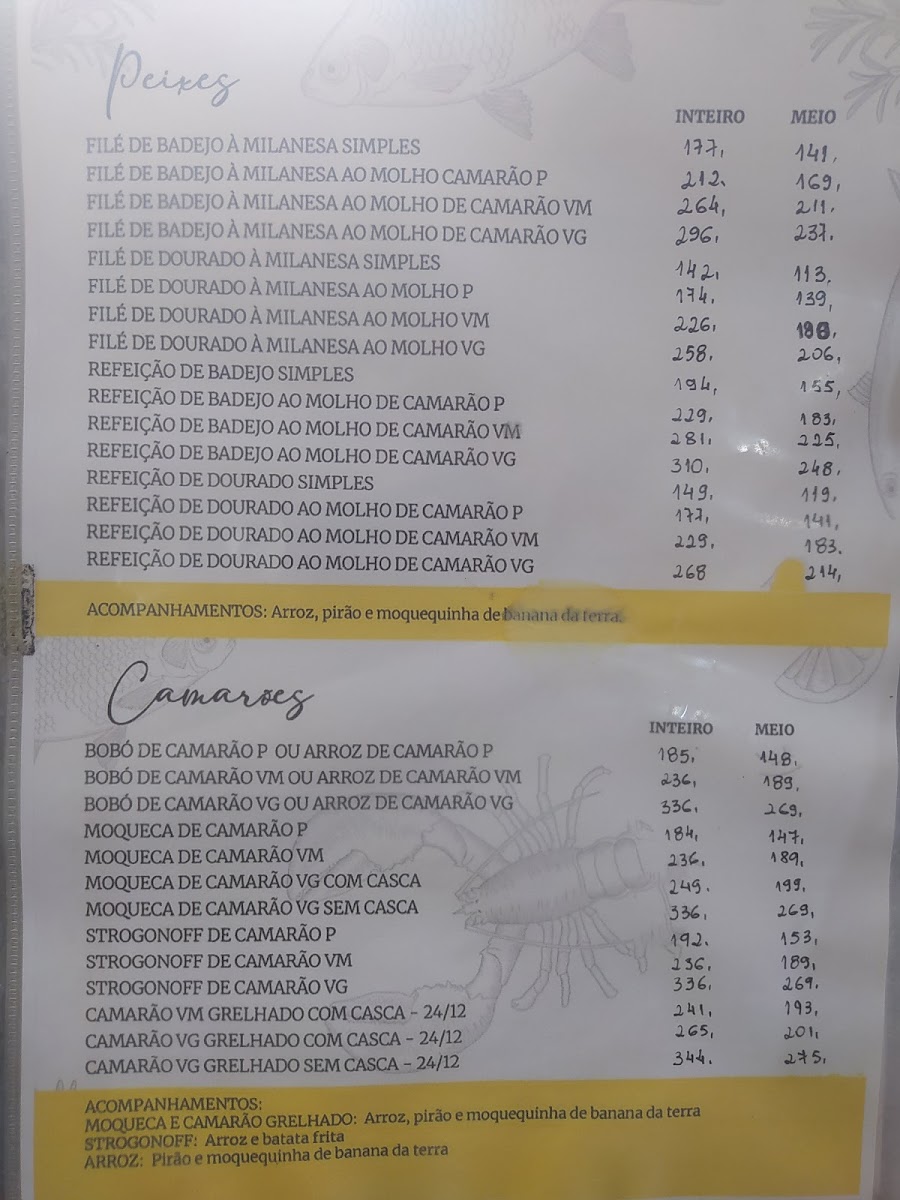 Peixes
INTEIRO MEIO
FILÉ DE BADEJO À MILANESA SIMPLES 177, 141,
FILÉ DE BADEJO À MILANESA AO MOLHO CAMARÃO P 212. 169,
FILÉ DE BADEJO À MILANESA AO MOLHO DE CAMARÃO VM 264, 211.
FILÉ DE BADEJO À MILANESA AO MOLHO DE CAMARÃO VG 296, 237.
FILÉ DE DOURADO À MILANESA SIMPLES 142, 113.
FILÉ DE DOURADO À MILANESA AO MOLHO P 174, 139,
FILÉ DE DOURADO À MILANESA AO MOLHO VM 226,
FILÉ DE DOURADO À MILANESA AO MOLHO VG 258, 206,
REFEIÇÃO DE BADEJO SIMPLES 194, 155,
REFEIÇÃO DE BADEJO AO MOLHO DE CAMARÃO P 229, 183,
REFEIÇÃO DE BADEJO AO MOLHO DE CAMARÃO VM 281, 225,
REFEIÇÃO DE BADEJO AO MOLHO DE CAMARÃO VG 310, 248,
REFEIÇÃO DE DOURADO SIMPLES 149, 119,
REFEIÇÃO DE DOURADO AO MOLHO DE CAMARÃO P 177, 141,
REFEIÇÃO DE DOURADO AO MOLHO DE CAMARÃO VM 229, 183.
REFEIÇÃO DE DOURADO AO MOLHO DE CAMARÃO VG 268 214,
ACOMPANHAMENTOS: Arroz, pirão e moquequinha de banana da terra.
Camarões
INTEIRO MEIO
BOBÓ DE CAMARÃO P OU ARROZ DE CAMARÃO P 185, 148,
BOBÓ DE CAMARÃO VM OU ARROZ DE CAMARÃO VM 236, 189,
BOBÓ DE CAMARÃO VG OU ARROZ DE CAMARÃO VG 336, 269,
MOQUECA DE CAMARÃO P 184, 147,
MOQUECA DE CAMARÃO VM 236, 189,
MOQUECA DE CAMARÃO VG COM CASCA 249. 199,
MOQUECA DE CAMARÃO VG SEM CASCA 336, 269,
STROGONOFF DE CAMARÃO P 192. 153,
STROGONOFF DE CAMARÃO VM 236, 189,
STROGONOFF DE CAMARÃO VG 336, 269.
CAMARÃO VM GRELHADO COM CASCA - 24/12 241, 193,
CAMARÃO VG GRELHADO COM CASCA - 24/12 265, 201,
CAMARÃO VG GRELHADO SEM CASCA - 24/12 344. 275,
ACOMPANHAMENTOS:
MOQUECA E CAMARÃO GRELHADO: Arroz, pirão e moquequinha de banana da terra
STROGONOFF: Arroz e batata frita
ARROZ: Pirão e moquequinha de banana da terra